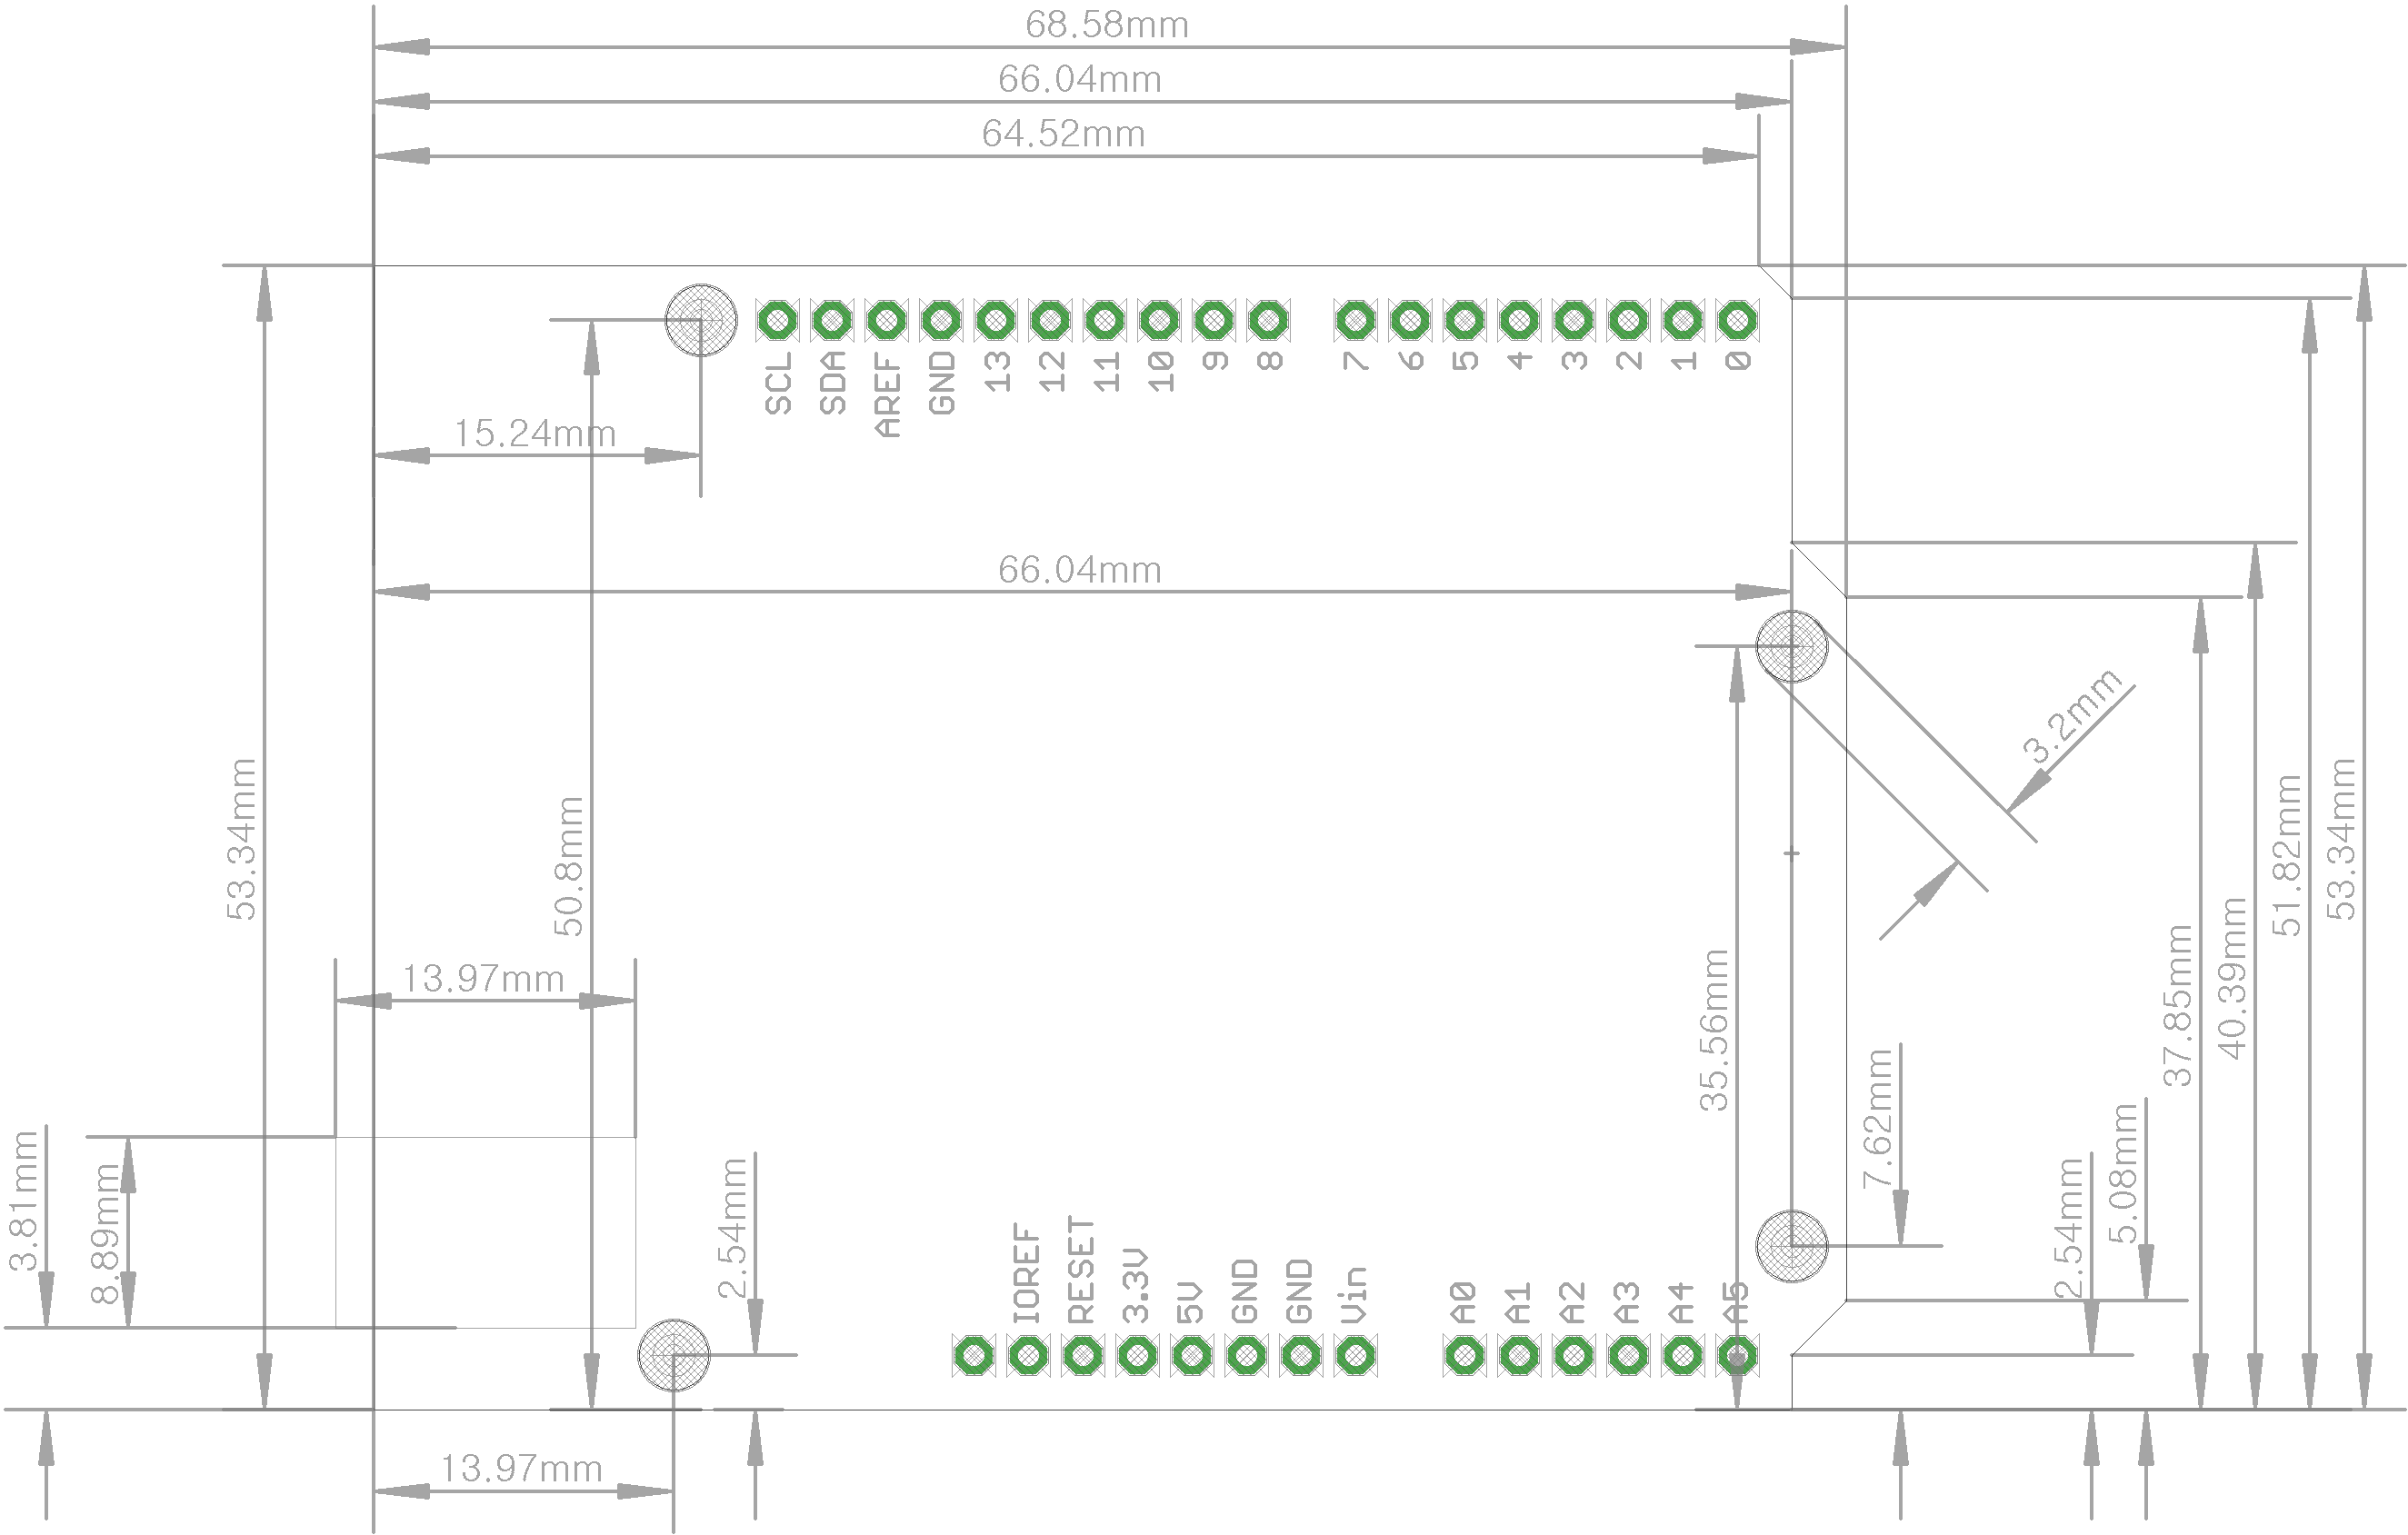 68.58mm
66.04mm
64.52mm
SCL
SDA
AREF
GND
13
12
11
10
9
8
7
6
5
4
3
2
1
0
15.24mm
66.04mm
3.2mm
53.34mm
50.8mm
51.82mm
53.34mm
13.97mm
35.56mm
37.85mm
40.39mm
7.62mm
3.81mm
8.89mm
2.54mm
2.54mm
5.08mm
IOREF
RESET
3.3V
5V
GND
GND
Vin
A0
A1
A2
A3
A4
A5
13.97mm